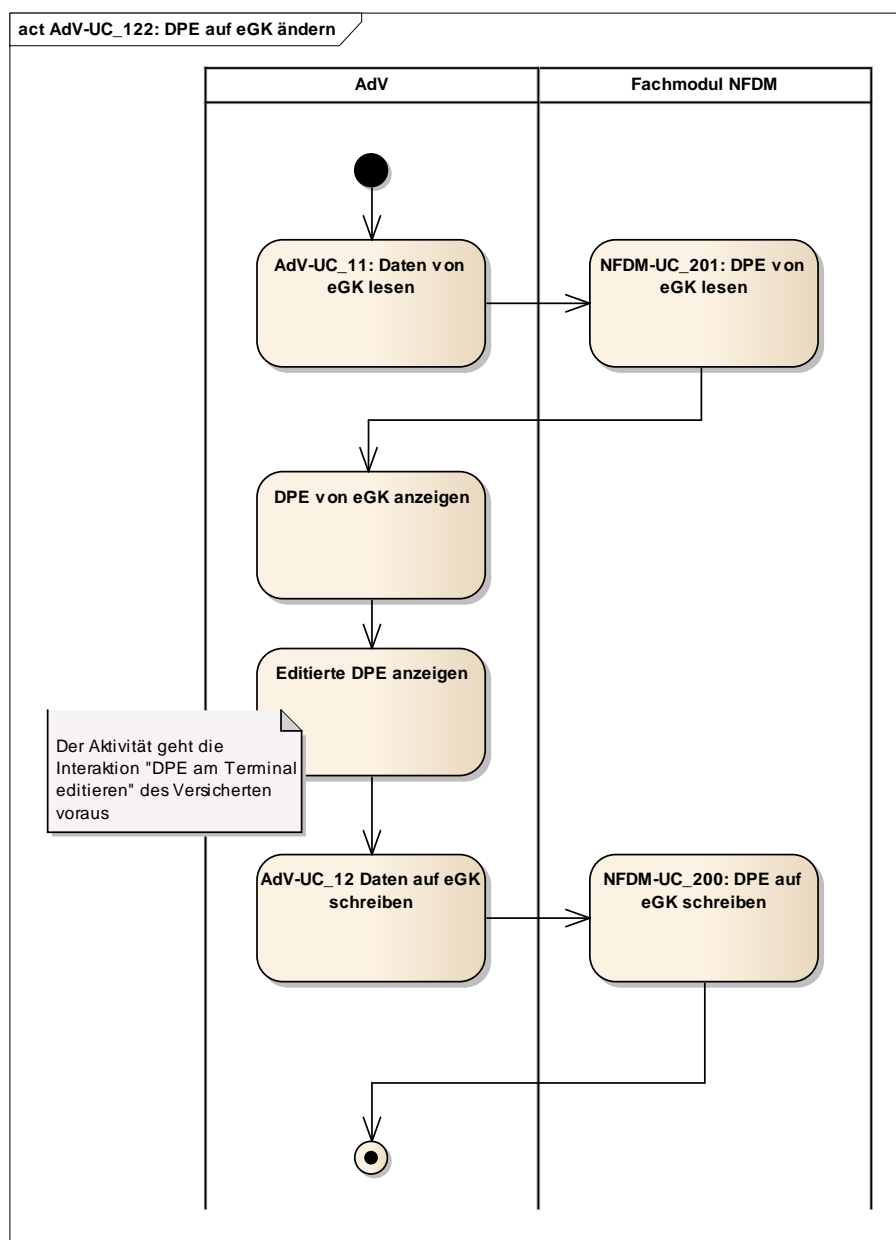 act AdV-UC_122: DPE auf eGK ändern
AdV
Fachmodul NFDM
AdV-UC_11: Daten von
eGK lesen
NFDM-UC_201: DPE von
eGK lesen
DPE von eGK anzeigen
Editierte DPE anzeigen
Der Aktivität geht die
Interaktion "DPE am Terminal
editieren" des Versicherten
voraus
AdV-UC_12 Daten auf eGK
schreiben
NFDM-UC_200: DPE auf
eGK schreiben